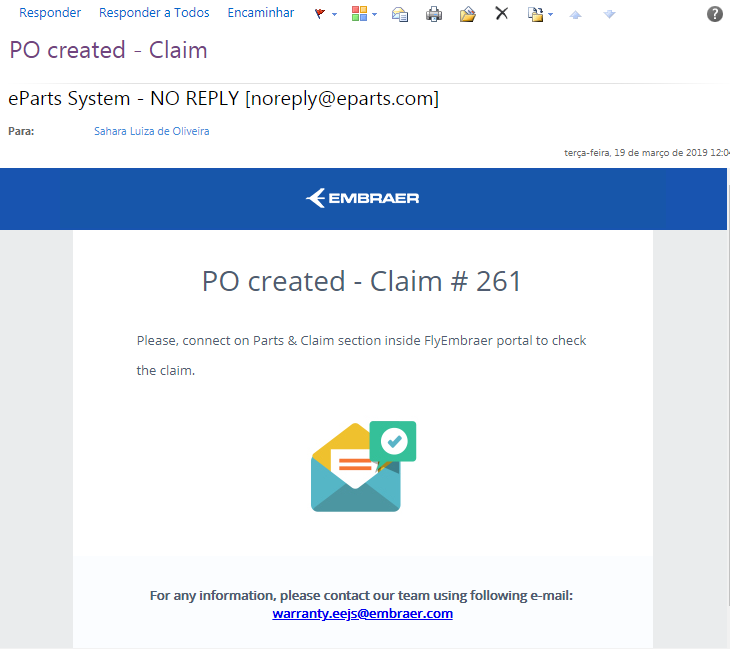 Responder Responder a Todos Encaminhar
PO created - Claim
eParts System - NO REPLY [noreply@eparts.com]
Para: Sahara Luiza de Oliveira
terça-feira, 19 de março de 2019 12:0
EMBRAER
PO created - Claim # 261
Please, connect on Parts & Claim section inside FlyEmbraer portal to check
the claim.
For any information, please contact our team using following e-mail:
warranty.eejs@embraer.com